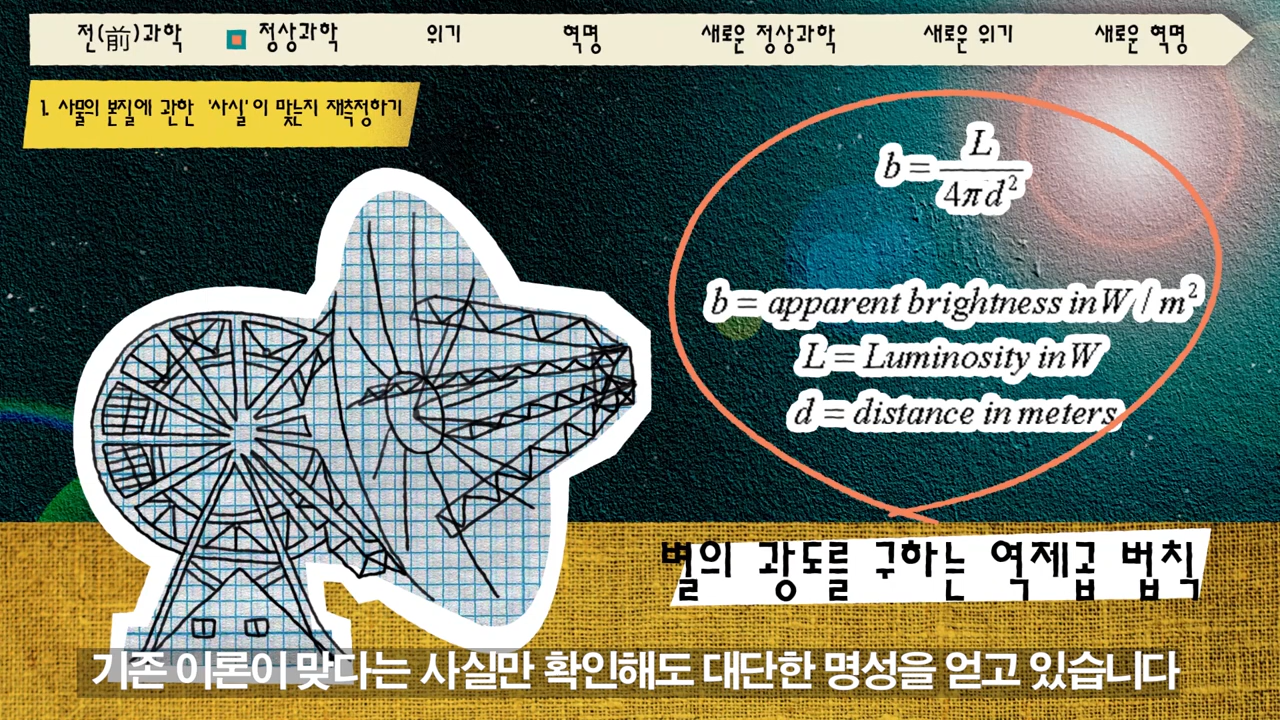 전(前)과학 정상과학 위기 혁명 새로운 정상과학 새로운 위기 새로운 혁명
1. 사물의 본질에 관한 '사실'이 맞는지 재측정하기
b = L / 4πd²
b = apparent brightness in W / m²
L = Luminosity in W
d = distance in meters
별의 광도를 구하는 역제곱 법칙
기존 이론이 맞다는 사실만 확인해도 대단한 명성을 얻고 있습니다